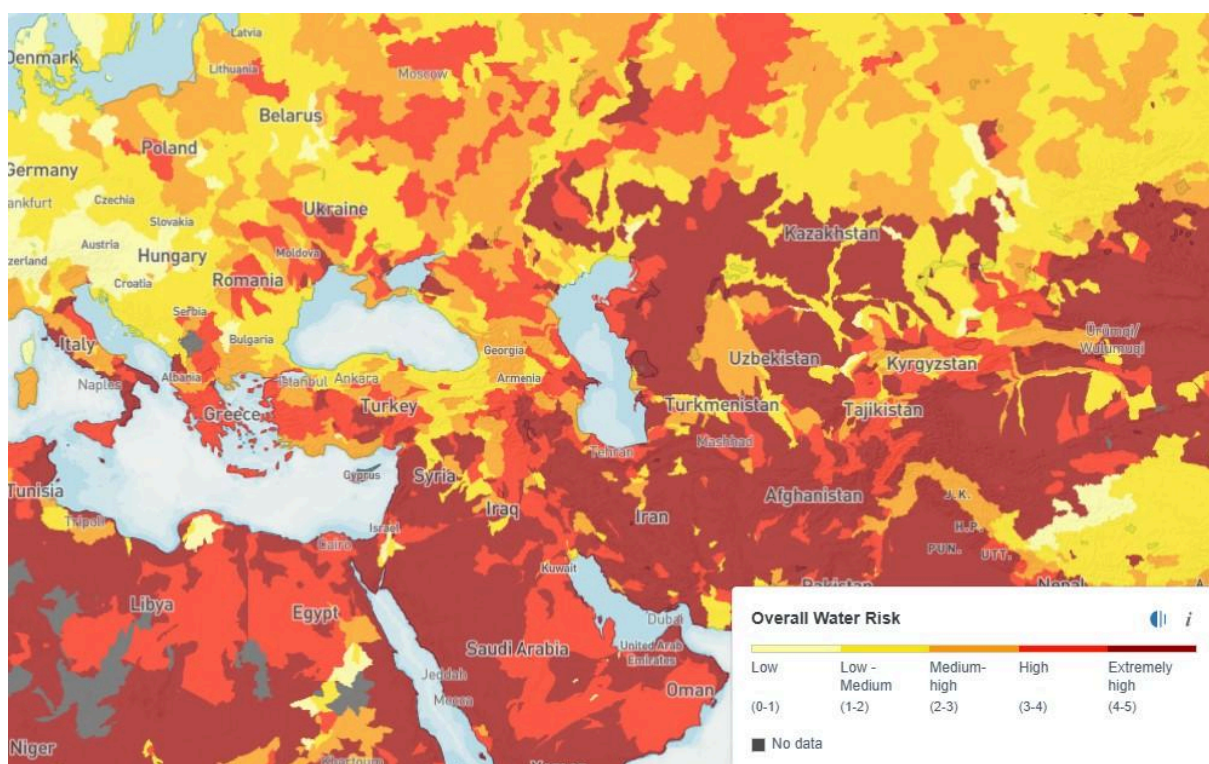 Latvia
Denmark
Lithuania
Moscow
Belarus
Poland
Germany
ankfurt
Czechia
Slovakia
Ukraine
Austria
zerland
Hungary
Moldova
Kazakhstan
Croatia
Romania
Serbia
Italy
Bulgaria
Georgia
Ürümqi/
Wulumuqi
Uzbekistan
Kyrgyzstan
Naples
Albania
Istanbul
Ankara
Armenia
Greece
Turkey
Turkmenistan
Tajikistan
Mashhad
Tehran
Cyprus
Syria
Tunisia
Afghanistan
J.K.
Iraq
Iran
Tripoli
Israel
H.P.
Cairo
PUN.
UTT.
Kuwait
Pakistan
Nepal
Libya
Egypt
Dubai
Saudi Arabia
United Arab
Emirates
Jeddah
Mecca
Oman
Niger
Khartoum
Overall Water Risk
i
Low
Low -
Medium
Medium-
high
High
Extremely
high
(0-1)
(1-2)
(2-3)
(3-4)
(4-5)
No data